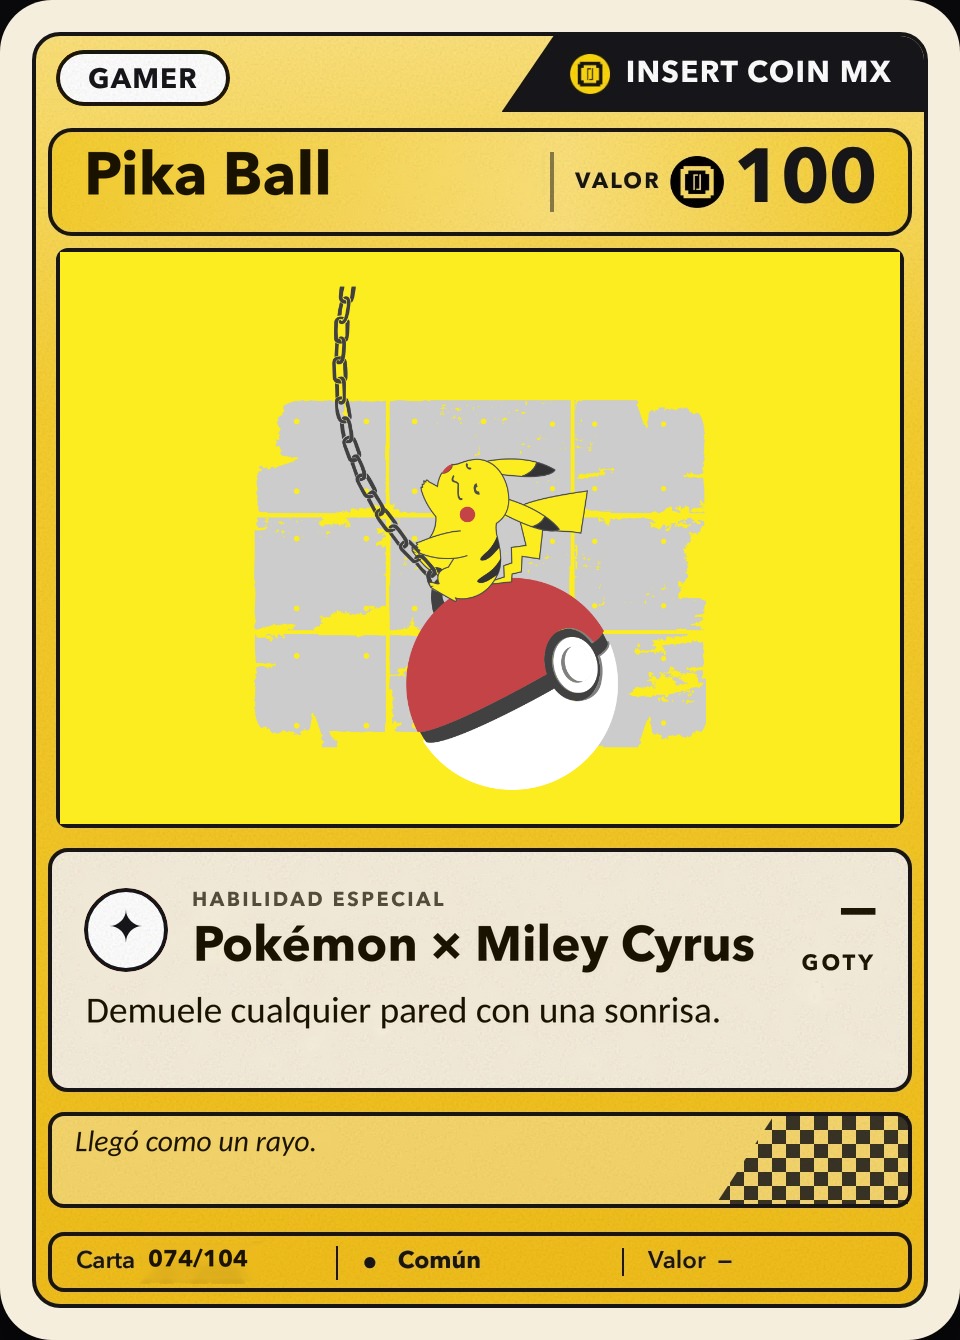 GAMER
INSERT COIN MX
Pika Ball
VALOR 100
HABILIDAD ESPECIAL
Pokémon × Miley Cyrus
–
GOTY
Demuele cualquier pared con una sonrisa.
Llegó como un rayo.
Carta 074/104
• Común
Valor –